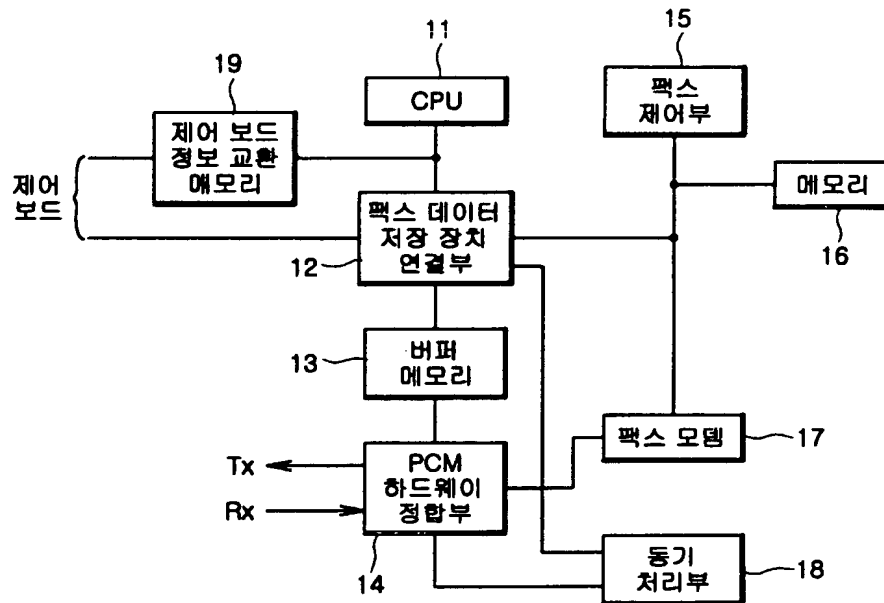 11
CPU
15
팩스
제어부
19
제어 보드
정보 교환
메모리
제어
보드
메모리
16
팩스 데이터
저장 장치
연결부
12
13
버퍼
메모리
팩스 모뎀
17
Tx
Rx
PCM
하드웨이
정합부
14
동기
처리부
18